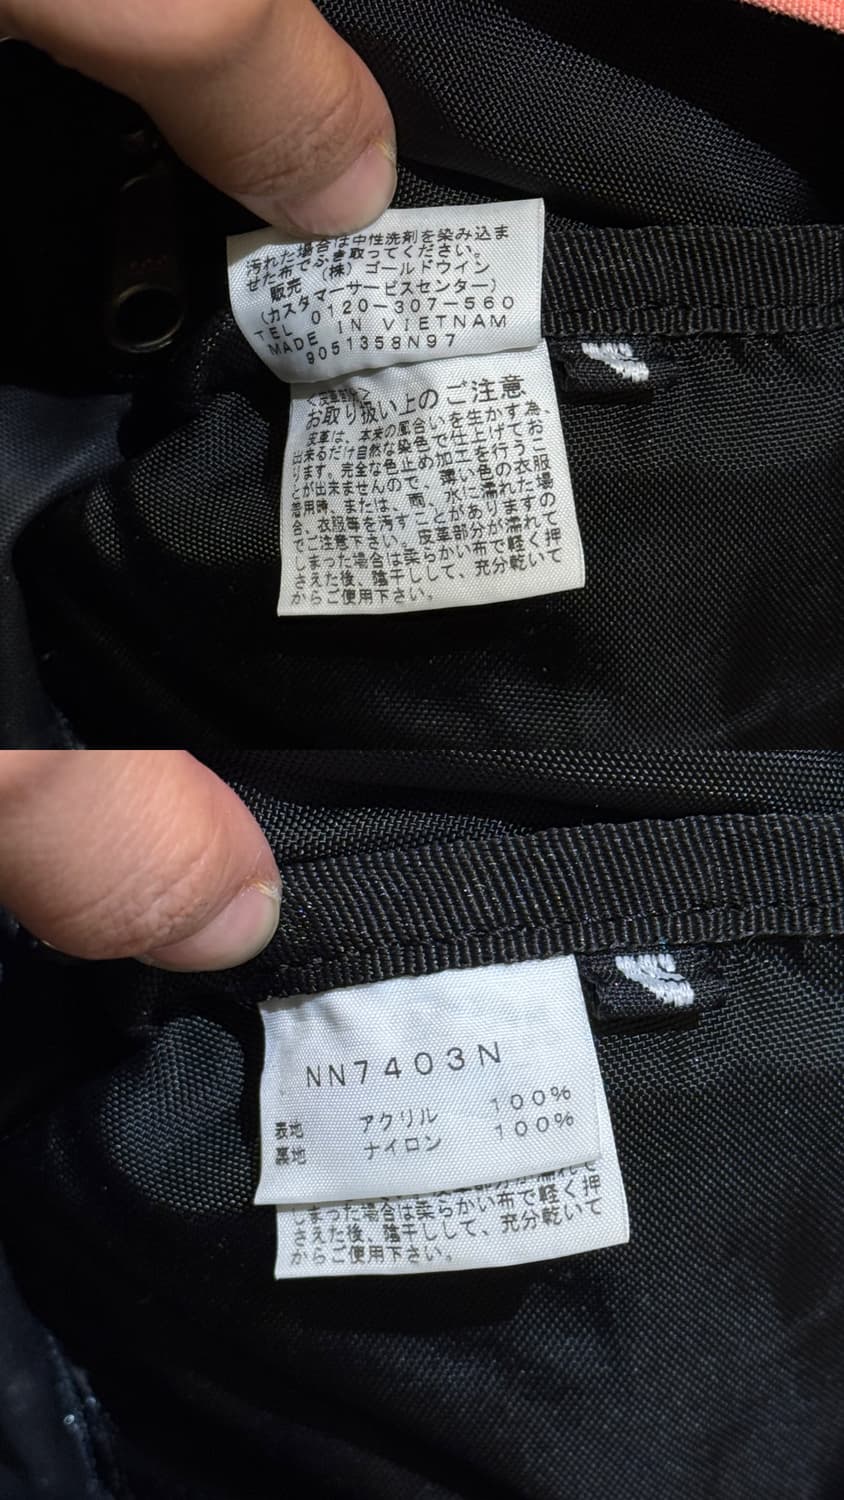 汚れた場合は中性洗剤を染み込ま
せた布でふき取ってください。
販売 (株)ゴールドウイン
(カスタマーサービスセンター)
TEL 0120-307-560
MADE IN VIETNAM
9051358N97
<皮革部分>
お取り扱い上のご注意
皮革は、本来の風合いを生かす為、
出来るだけ自然な染色で仕上げてお
ります。完全な色止め加工を行うこ
とが出来ませんので、薄い色の衣服
着用時、または、雨、水に濡れた場
合、衣服等を汚すことがありますの
でご注意下さい。皮革部分が濡れて
しまった場合は柔らかい布で軽く押
さえた後、陰干しして、充分乾いて
からご使用下さい。
NN7403N
表地 アクリル 100%
裏地 ナイロン 100%
しまった場合は柔らかい布で軽く押
さえた後、陰干しして、充分乾いて
からご使用下さい。